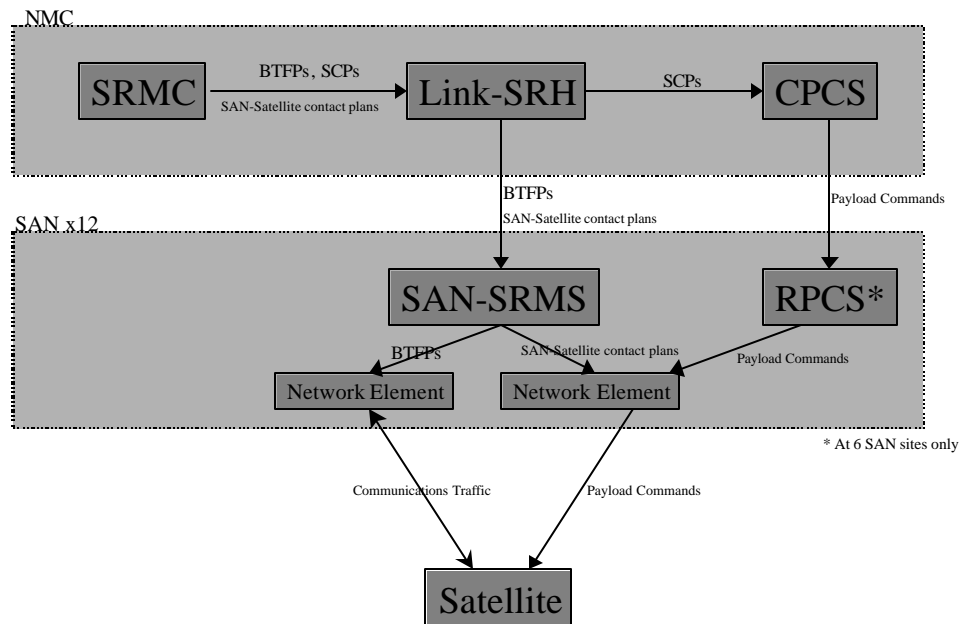 NMC
SRMC
BTFPs, SCPs
SAN-Satellite contact plans
Link-SRH
SCPs
CPCS
BTFPs
SAN-Satellite contact plans
Payload Commands
SAN x12
SAN-SRMS
RPCS*
BTFPs
SAN-Satellite contact plans
Payload Commands
Network Element
Network Element
* At 6 SAN sites only
Communications Traffic
Payload Commands
Satellite